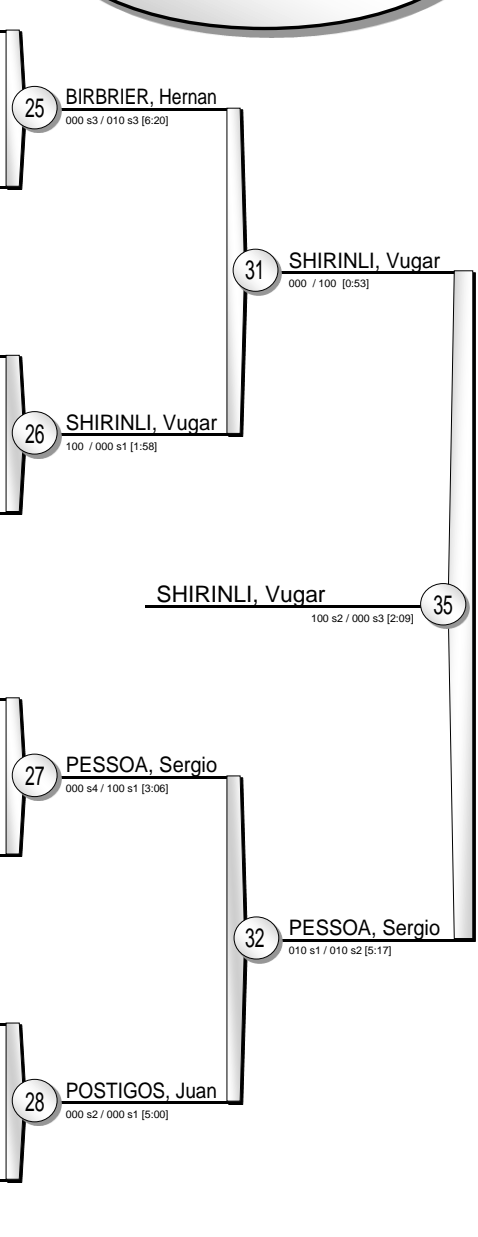 25
BIRBRIER, Hernan
000 s3 / 010 s3 [6:20]
31
SHIRINLI, Vugar
000 / 100 [0:53]
26
SHIRINLI, Vugar
100 / 000 s1 [1:58]
SHIRINLI, Vugar
35
100 s2 / 000 s3 [2:09]
27
PESSOA, Sergio
000 s4 / 100 s1 [3:06]
32
PESSOA, Sergio
010 s1 / 010 s2 [5:17]
28
POSTIGOS, Juan
000 s2 / 000 s1 [5:00]